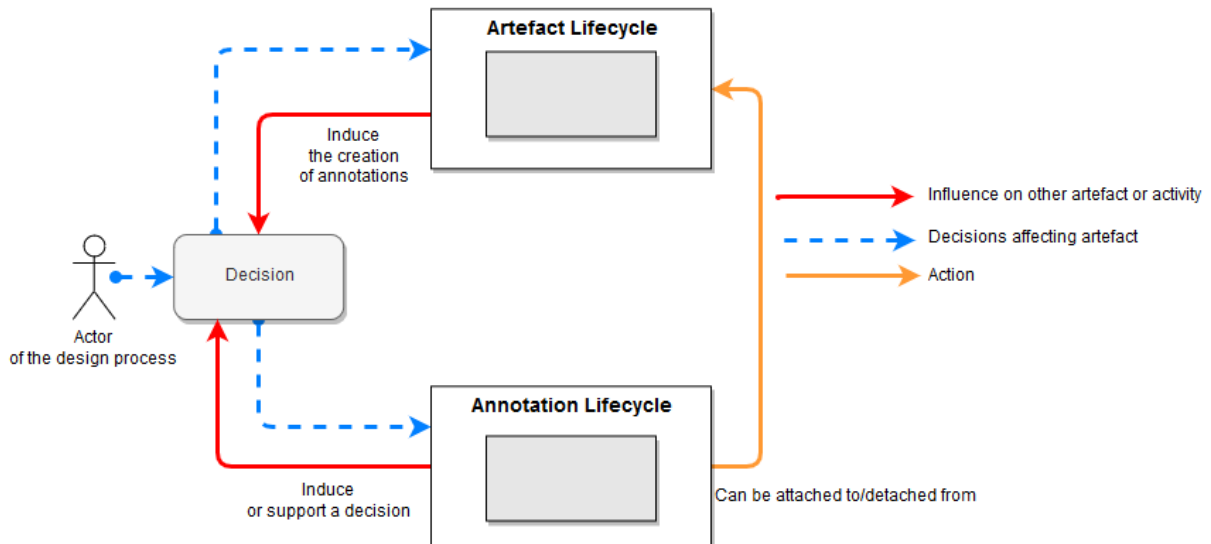 Artefact Lifecycle
Induce
the creation
of annotations
Influence on other artefact or activity
Decisions affecting artefact
Action
Decision
Actor
of the design process
Annotation Lifecycle
Induce
or support a decision
Can be attached to/detached from